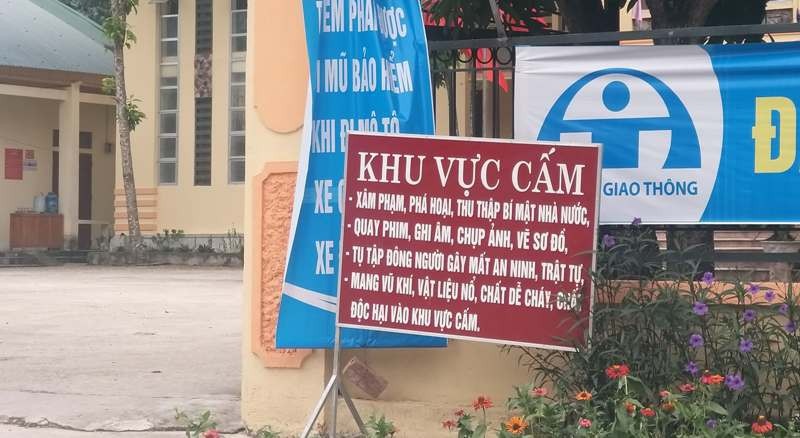 TEM PHẢI ĐƯỢC
I MŨ BẢO HIỂM
KHI ĐI MÔ TÔ
XE
XE
KHU VỰC CẤM
- XÂM PHẠM, PHÁ HOẠI, THU THẬP BÍ MẬT NHÀ NƯỚC,
- QUAY PHIM, GHI ÂM, CHỤP ẢNH, VẼ SƠ ĐỒ,
- TỤ TẬP ĐÔNG NGƯỜI GÂY MẤT AN NINH, TRẬT TỰ,
- MANG VŨ KHÍ, VẬT LIỆU NỔ, CHẤT DỄ CHÁY, CHẤT
ĐỘC HẠI VÀO KHU VỰC CẤM.
GIAO THÔNG